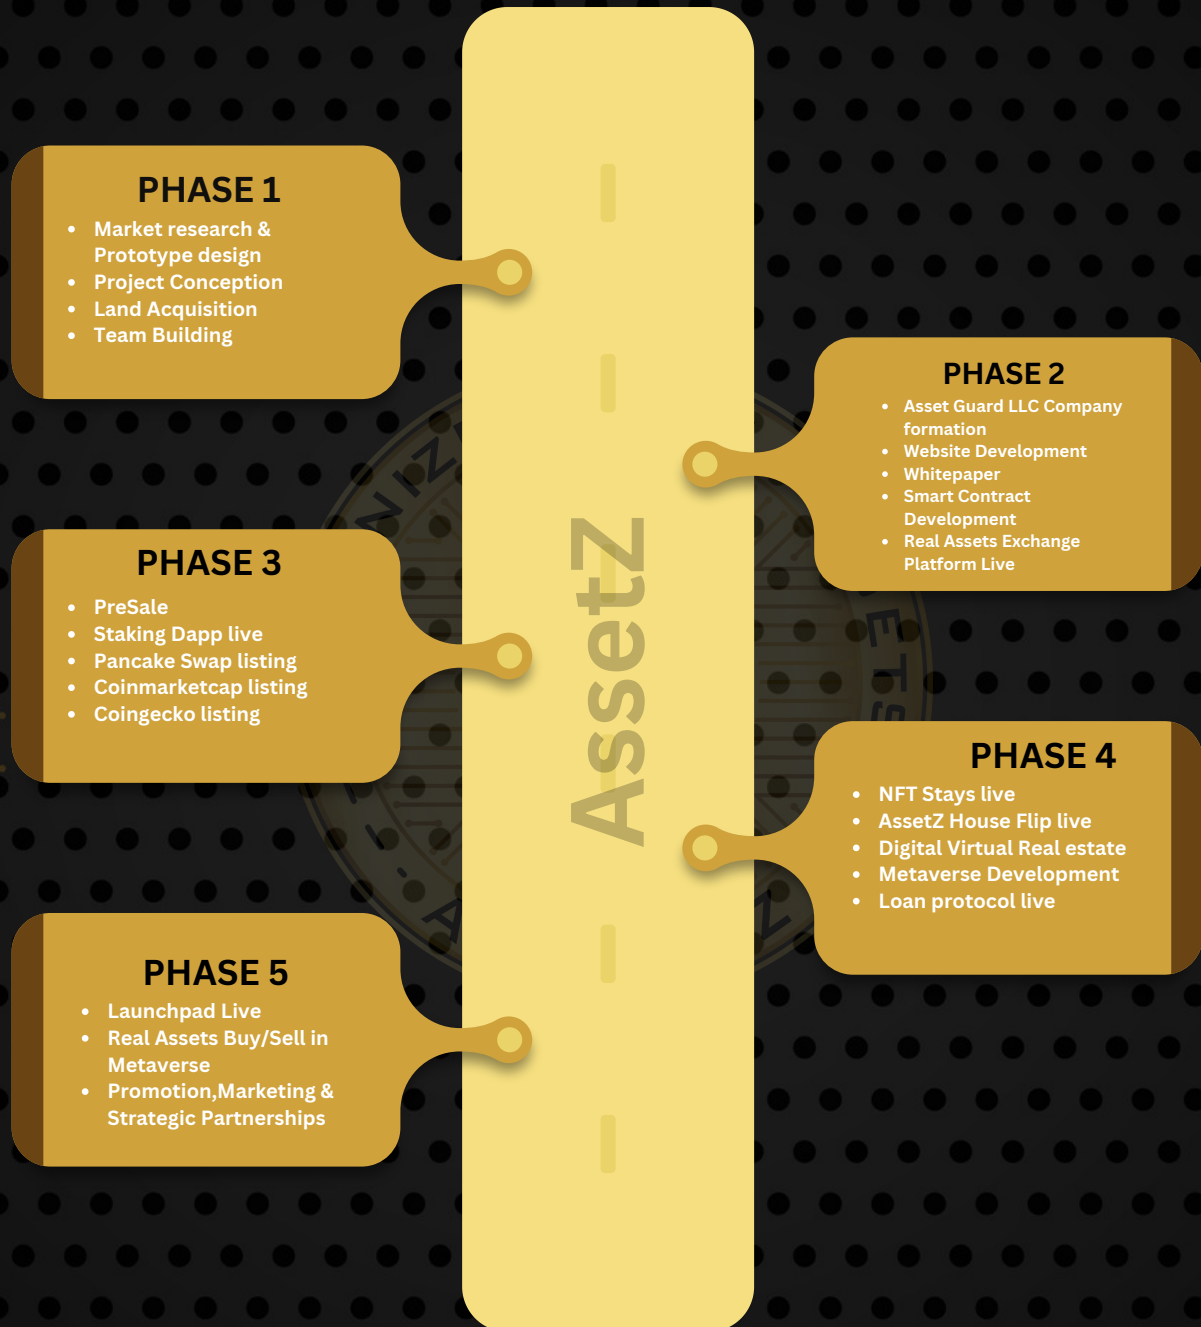 PHASE 1
• Market research &
Prototype design
• Project Conception
• Land Acquisition
• Team Building
PHASE 2
• Asset Guard LLC Company
formation
• Website Development
• Whitepaper
• Smart Contract
Development
• Real Assets Exchange
Platform Live
AssetZ
PHASE 3
• PreSale
• Staking Dapp live
• Pancake Swap listing
• Coinmarketcap listing
• Coingecko listing
PHASE 4
• NFT Stays live
• AssetZ House Flip live
• Digital Virtual Real estate
• Metaverse Development
• Loan protocol live
PHASE 5
• Launchpad Live
• Real Assets Buy/Sell in
Metaverse
• Promotion,Marketing &
Strategic Partnerships